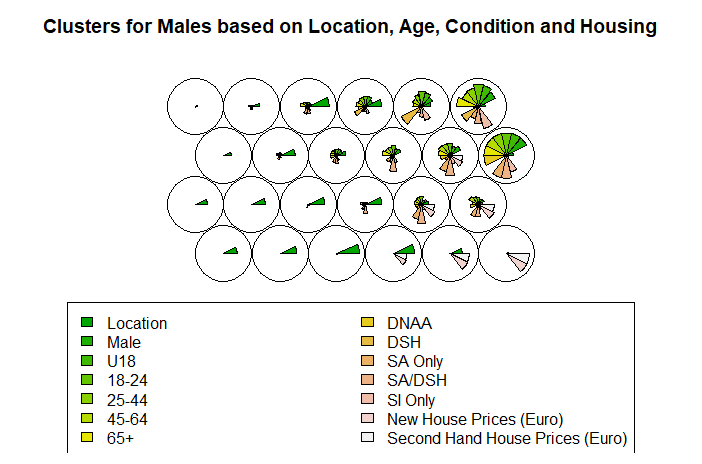 Clusters for Males based on Location, Age, Condition and Housing
Location
Male
U18
18-24
25-44
45-64
65+
DNAA
DSH
SA Only
SA/DSH
SI Only
New House Prices (Euro)
Second Hand House Prices (Euro)